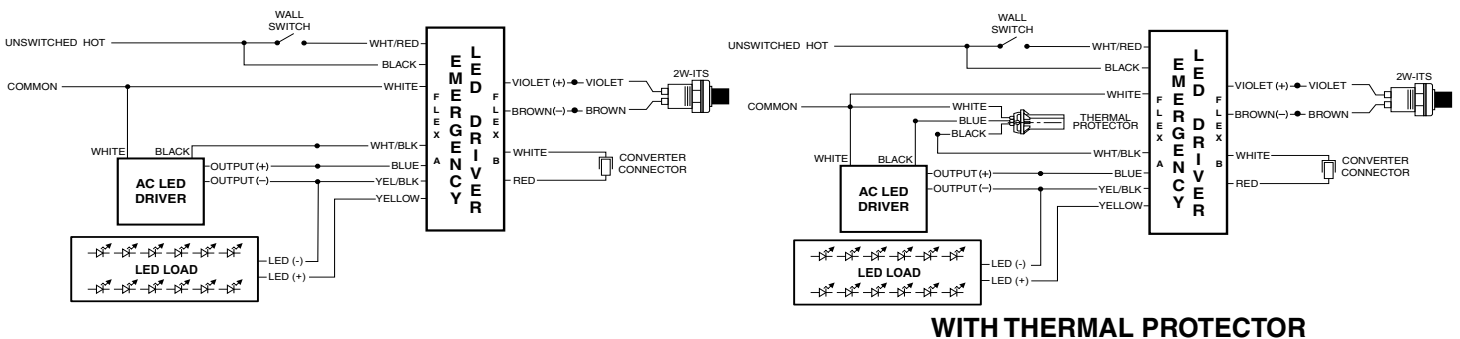 WALL
SWITCH
UNSWITCHED HOT
WHT/RED
BLACK
COMMON
WHITE
WHITE
BLACK
WHT/BLK
OUTPUT (+)
BLUE
OUTPUT (–)
YEL/BLK
YELLOW
AC LED
DRIVER
LED (-)
LED LOAD
LED (+)
FLEX A
EMERGENCY
LED DRIVER
FLEX B
VIOLET (+)
VIOLET
2W-ITS
BROWN(–)
BROWN
WHITE
CONVERTER
CONNECTOR
RED
WALL
SWITCH
UNSWITCHED HOT
WHT/RED
BLACK
WHITE
COMMON
WHITE
BLUE
BLACK
THERMAL
PROTECTOR
WHITE
BLACK
WHT/BLK
OUTPUT (+)
BLUE
OUTPUT (–)
YEL/BLK
YELLOW
AC LED
DRIVER
LED (-)
LED LOAD
LED (+)
FLEX A
EMERGENCY
LED DRIVER
FLEX B
VIOLET (+)
VIOLET
2W-ITS
BROWN(–)
BROWN
WHITE
CONVERTER
CONNECTOR
RED
WITH THERMAL PROTECTOR